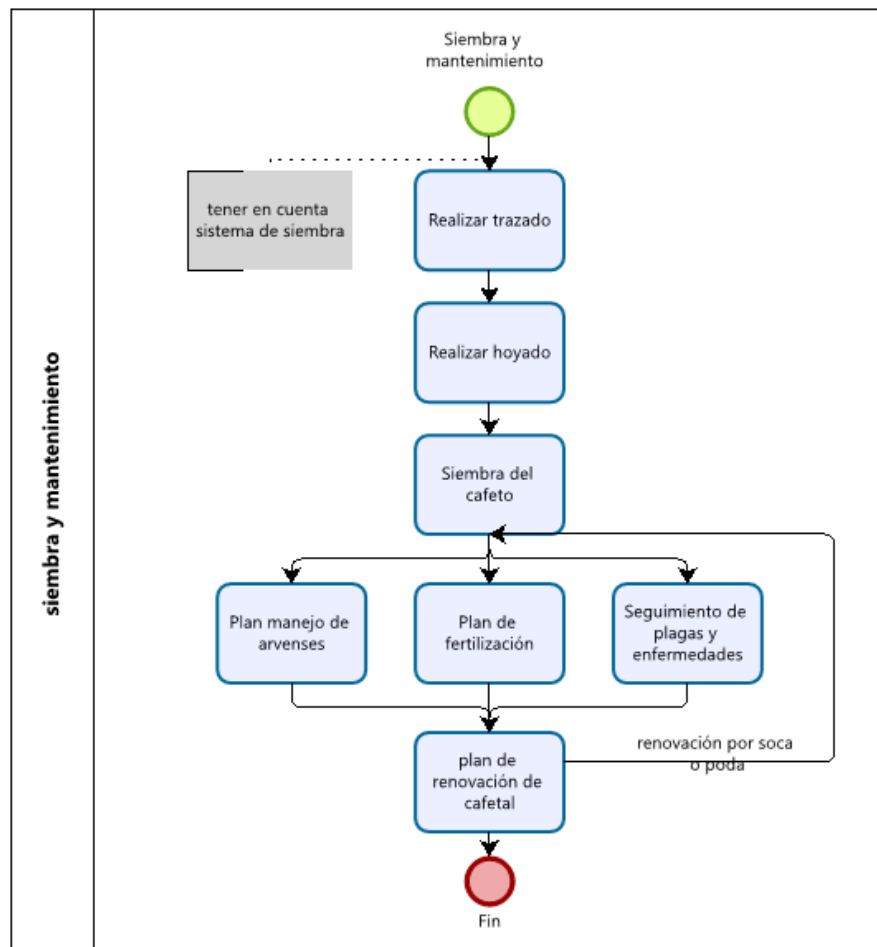 Siembra y
mantenimiento
tener en cuenta
sistema de siembra
Realizar trazado
Realizar hoyado
siembra y mantenimiento
Siembra del
cafeto
Plan manejo de
arvenses
Plan de
fertilización
Seguimiento de
plagas y
enfermedades
plan de
renovación de
cafetal
renovación por soca
o poda
Fin